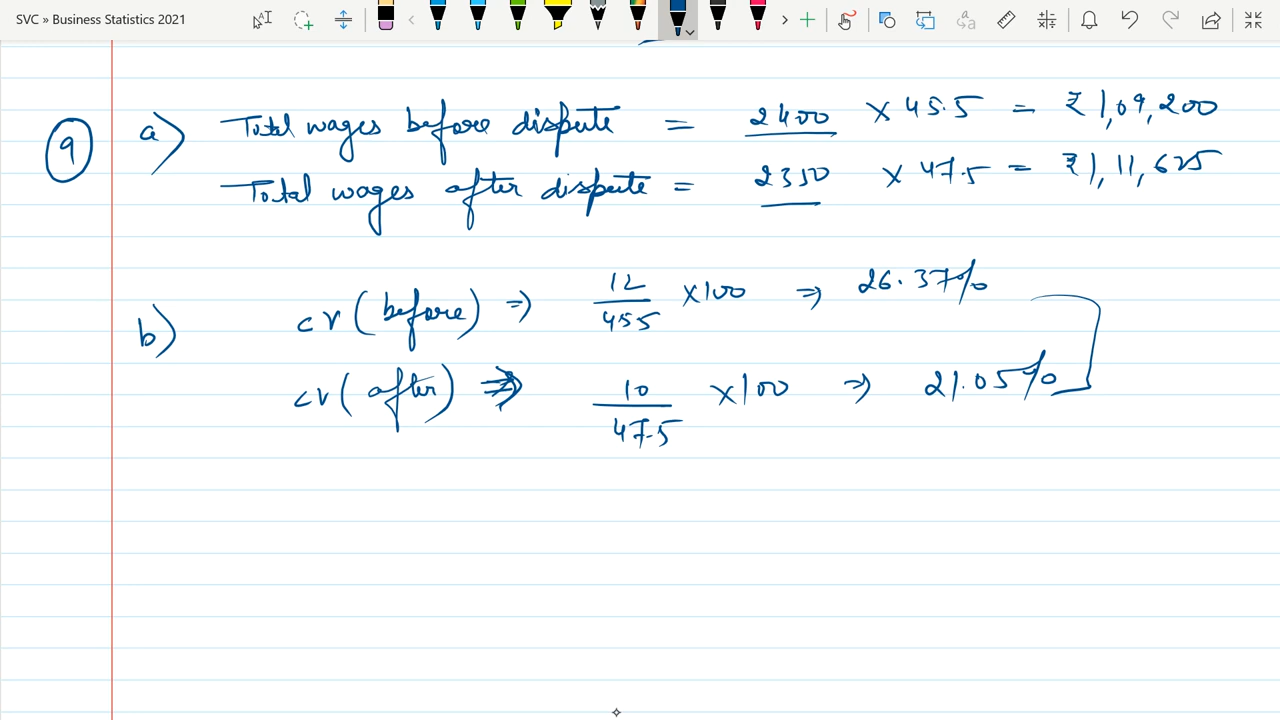 SVC » Business Statistics 2021
9 a) Total wages before dispute = 2400 × 45.5 = ₹1,09,200
Total wages after dispute = 2350 × 47.5 = ₹1,11,625
b) cv (before) ⇒ 12/455 ×100 ⇒ 26.37%
cv (after) ⇒ 10/47.5 ×100 ⇒ 21.05%